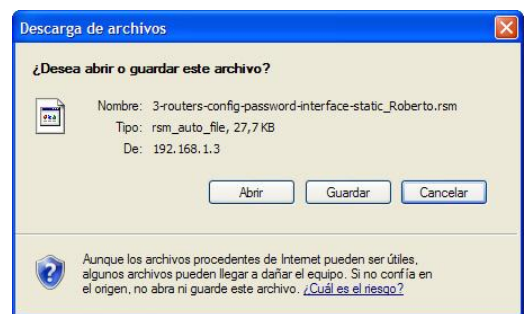 Descarga de archivos
¿Desea abrir o guardar este archivo?
Nombre: 3-routers-config-password-interface-static_Roberto.rsm
Tipo: rsm_auto_file, 27,7 KB
De: 192.168.1.3
Abrir Guardar Cancelar
Aunque los archivos procedentes de Internet pueden ser útiles,
algunos archivos pueden llegar a dañar el equipo. Si no confía en
el origen, no abra ni guarde este archivo. ¿Cuál es el riesgo?